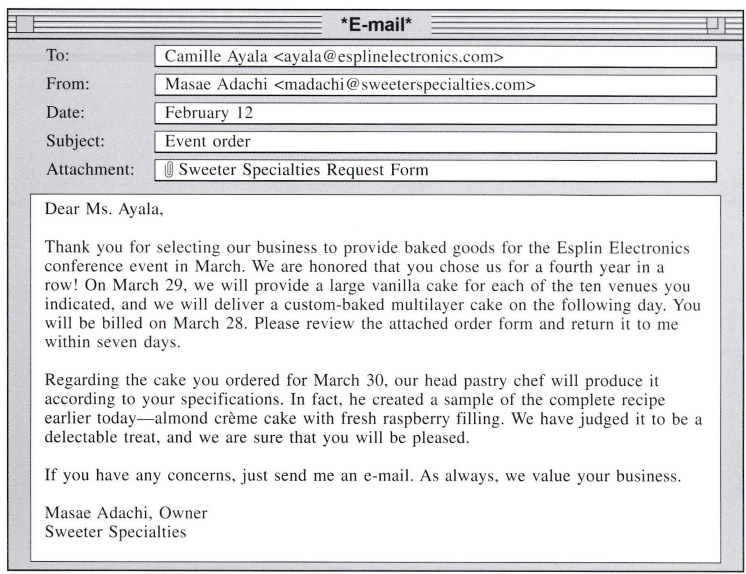 *E-mail*
To: Camille Ayala <ayala@esplinelectronics.com>
From: Masae Adachi <madachi@sweeterspecialties.com>
Date: February 12
Subject: Event order
Attachment: Sweeter Specialties Request Form
Dear Ms. Ayala,
Thank you for selecting our business to provide baked goods for the Esplin Electronics
conference event in March. We are honored that you chose us for a fourth year in a
row! On March 29, we will provide a large vanilla cake for each of the ten venues you
indicated, and we will deliver a custom-baked multilayer cake on the following day. You
will be billed on March 28. Please review the attached order form and return it to me
within seven days.
Regarding the cake you ordered for March 30, our head pastry chef will produce it
according to your specifications. In fact, he created a sample of the complete recipe
earlier today—almond crème cake with fresh raspberry filling. We have judged it to be a
delectable treat, and we are sure that you will be pleased.
If you have any concerns, just send me an e-mail. As always, we value your business.
Masae Adachi, Owner
Sweeter Specialties